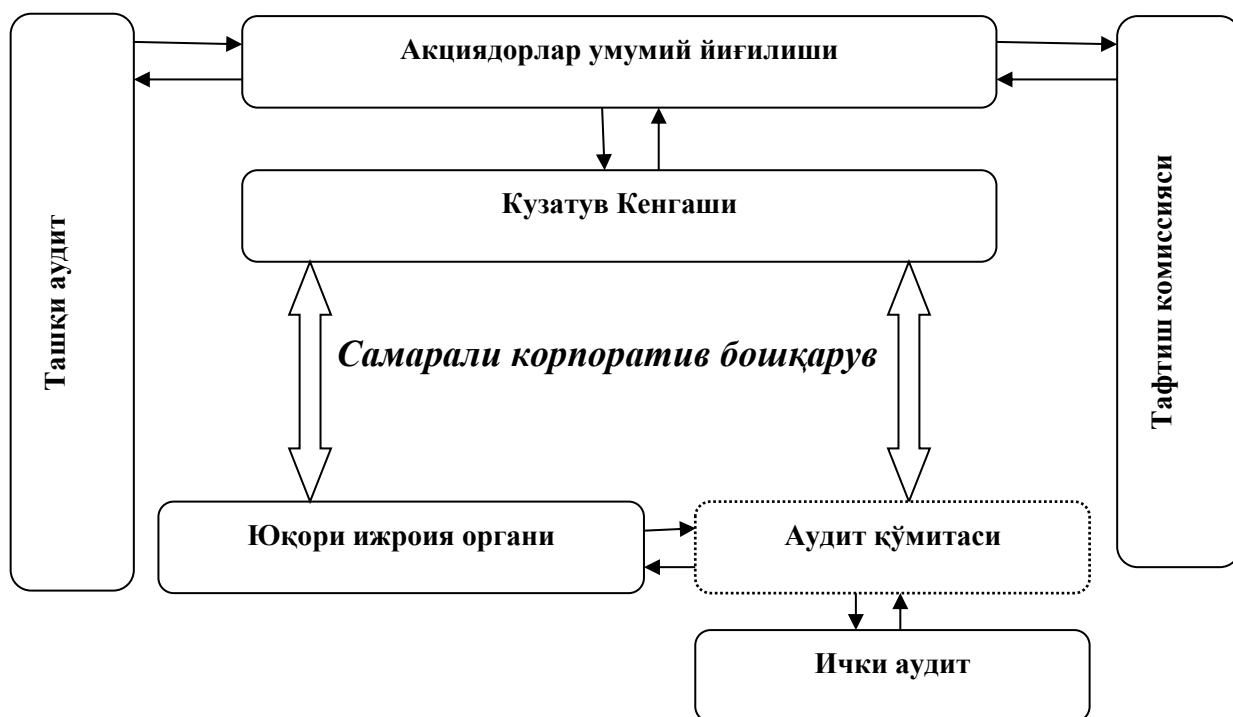 Акциядорлар умумий йиғилиши
Кузатув Кенгаши
Ташқи аудит
Тафтиш комиссияси
Самарали корпоратив бошқарув
Юқори ижроия органи
Аудит қўмитаси
Ички аудит